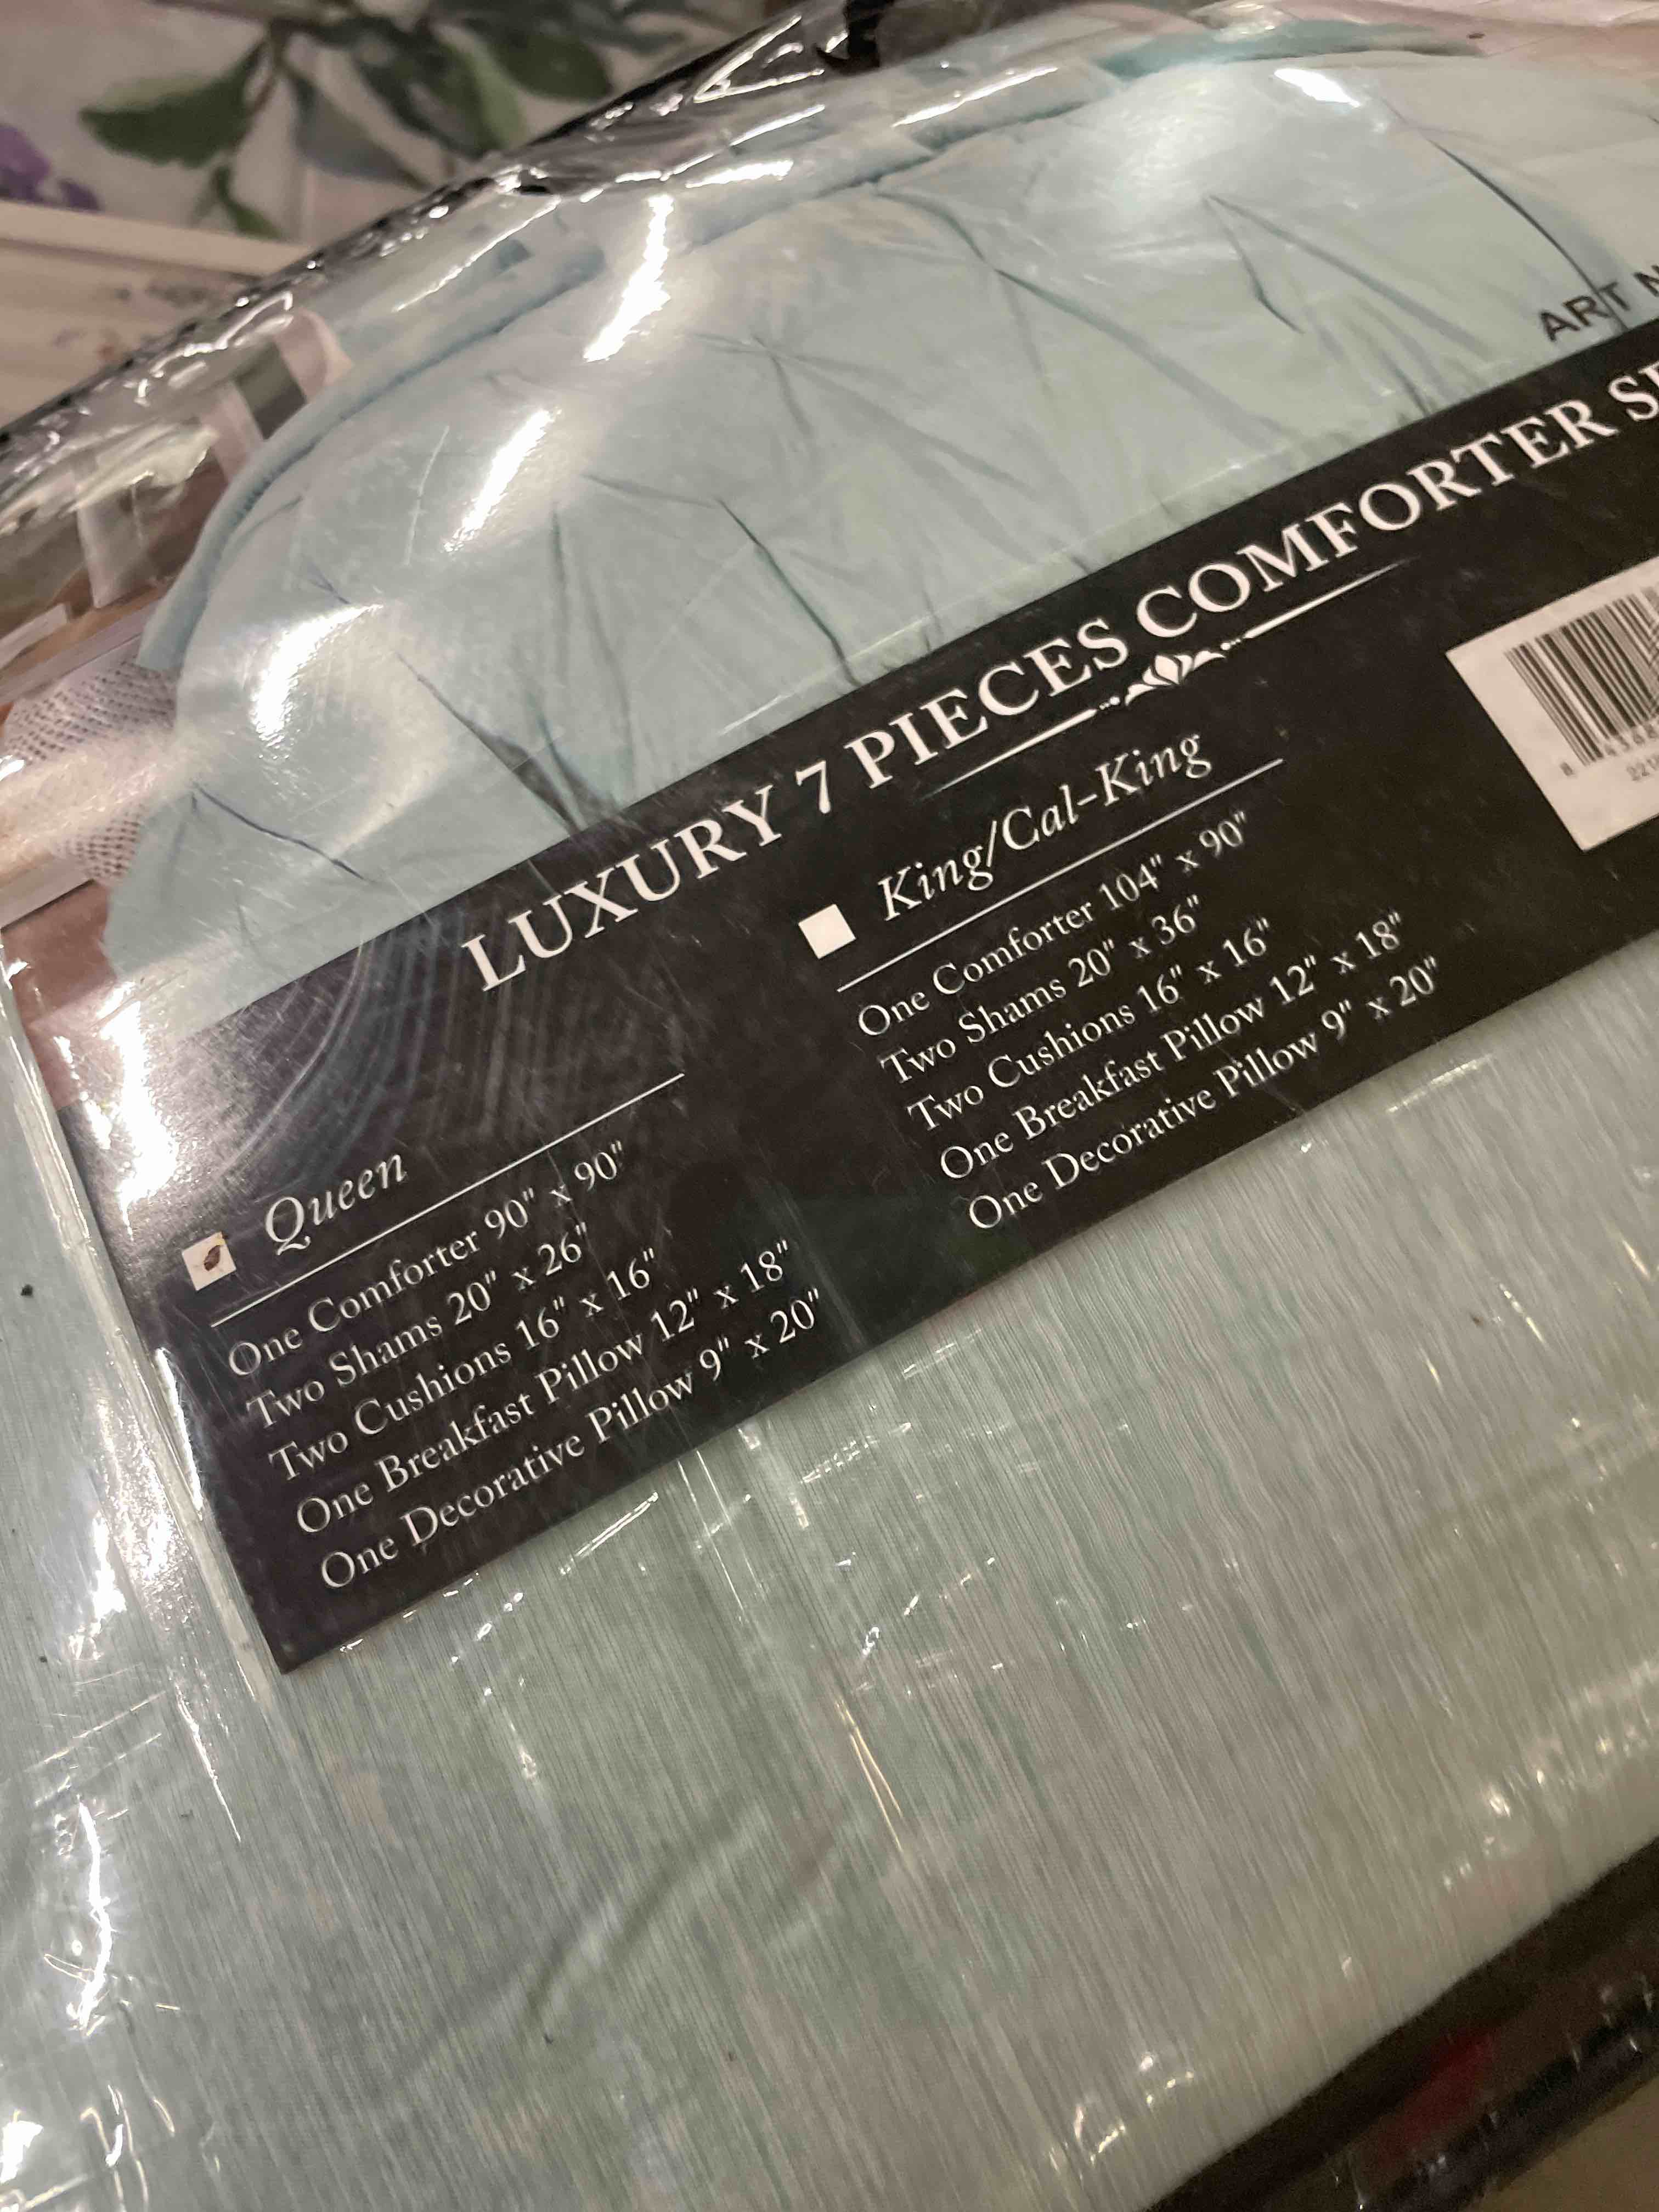 ART
LUXURY 7 PIECES COMFORTER
Queen
One Comforter 90" x 90"
Two Shams 20" x 26"
Two Cushions 16" x 16"
One Breakfast Pillow 12" x 18"
One Decorative Pillow 9" x 20"
King/Cal-King
One Comforter 104" x 90"
Two Shams 20" x 36"
Two Cushions 16" x 16"
One Breakfast Pillow 12" x 18"
One Decorative Pillow 9" x 20"